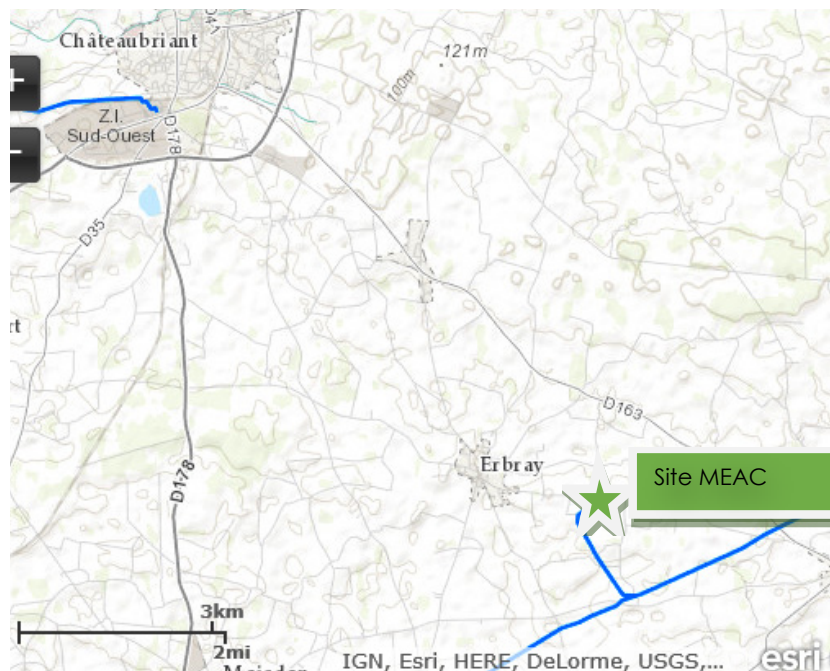 Châteaubriant
121m
100m
Z.I.
Sud-Ouest
D178
D35
rt
D163
Erbray
Site MEAC
D178
3km
2mi
IGN, Esri, HERE, DeLorme, USGS,...
esri